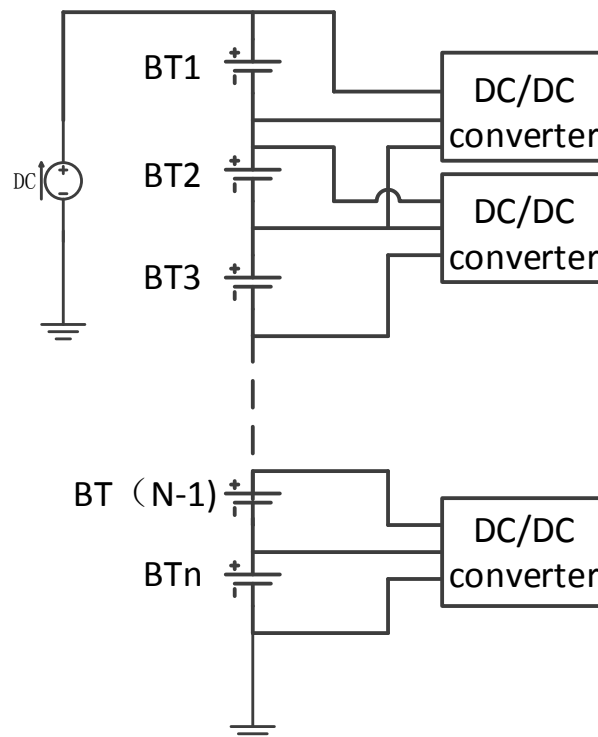 BT1
DC/DC
converter
DC
BT2
DC/DC
converter
BT3
BT（N-1)
DC/DC
converter
BTn